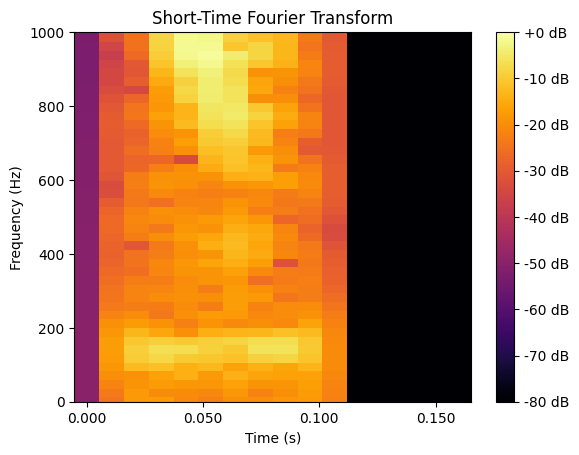 Short-Time Fourier Transform
1000
800
600
400
200
0
Frequency (Hz)
0.000
0.050
0.100
0.150
Time (s)
+0 dB
-10 dB
-20 dB
-30 dB
-40 dB
-50 dB
-60 dB
-70 dB
-80 dB